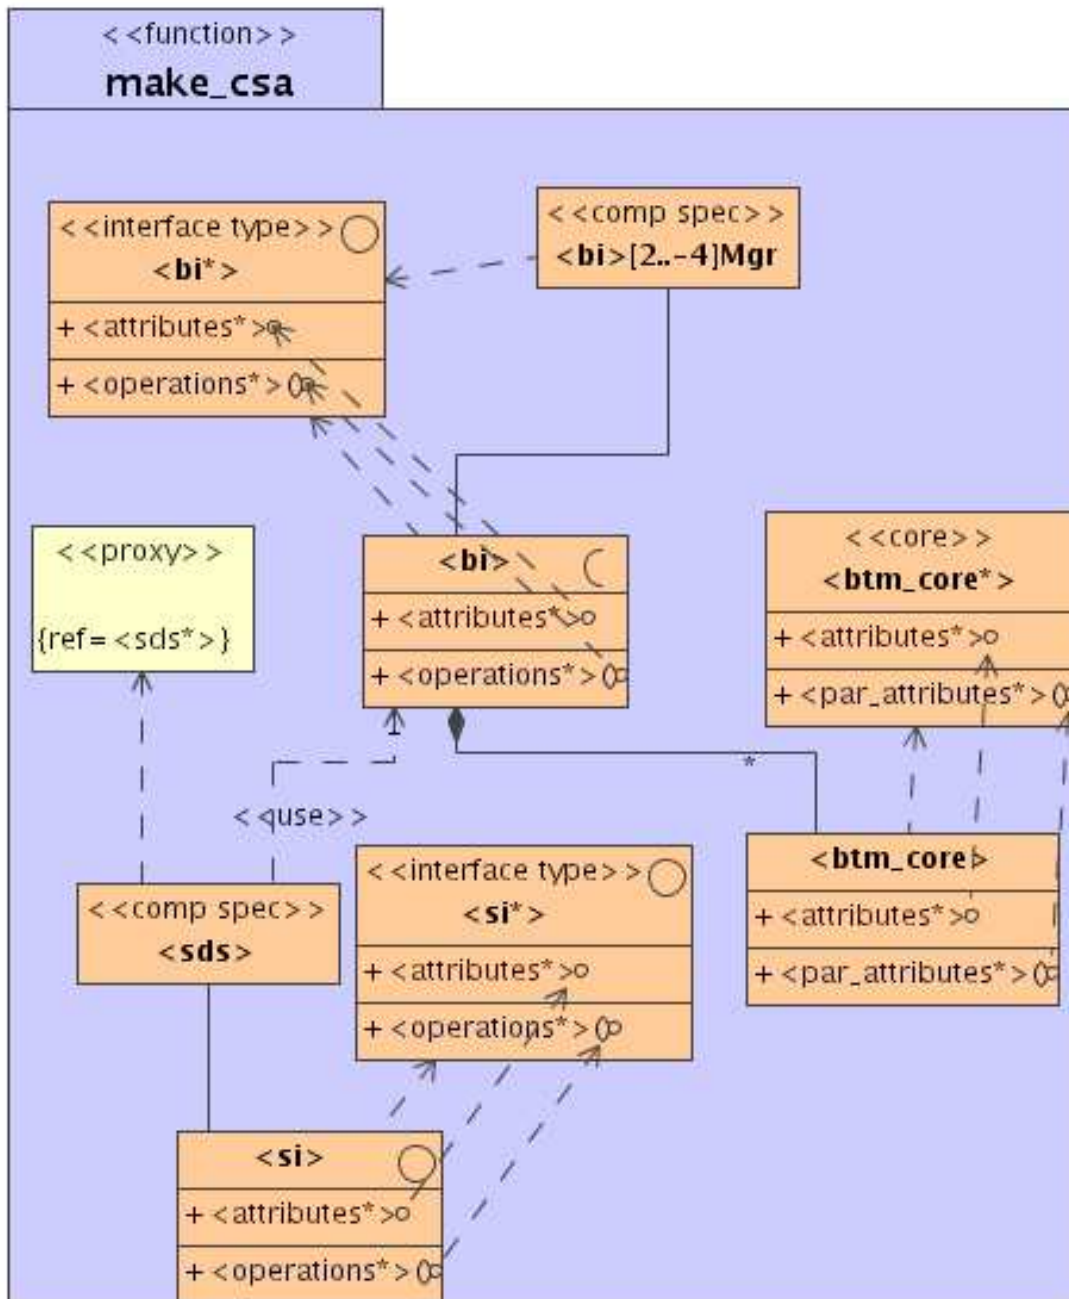 <<function>>
make_csa
<<interface type>>
<bi*>
+ <attributes*>
+ <operations*>()
<<comp spec>>
<bi>[2..-4]Mgr
<<proxy>>
{ref= <sds*>}
<bi>
+ <attributes*>
+ <operations*>()
<<core>>
<btm_core*>
+ <attributes*>
+ <par_attributes*>()
1
*
<<use>>
<<comp spec>>
<sds>
<<interface type>>
<si*>
+ <attributes*>
+ <operations*>()
<btm_core>
+ <attributes*>
+ <par_attributes*>()
<si>
+ <attributes*>
+ <operations*>()